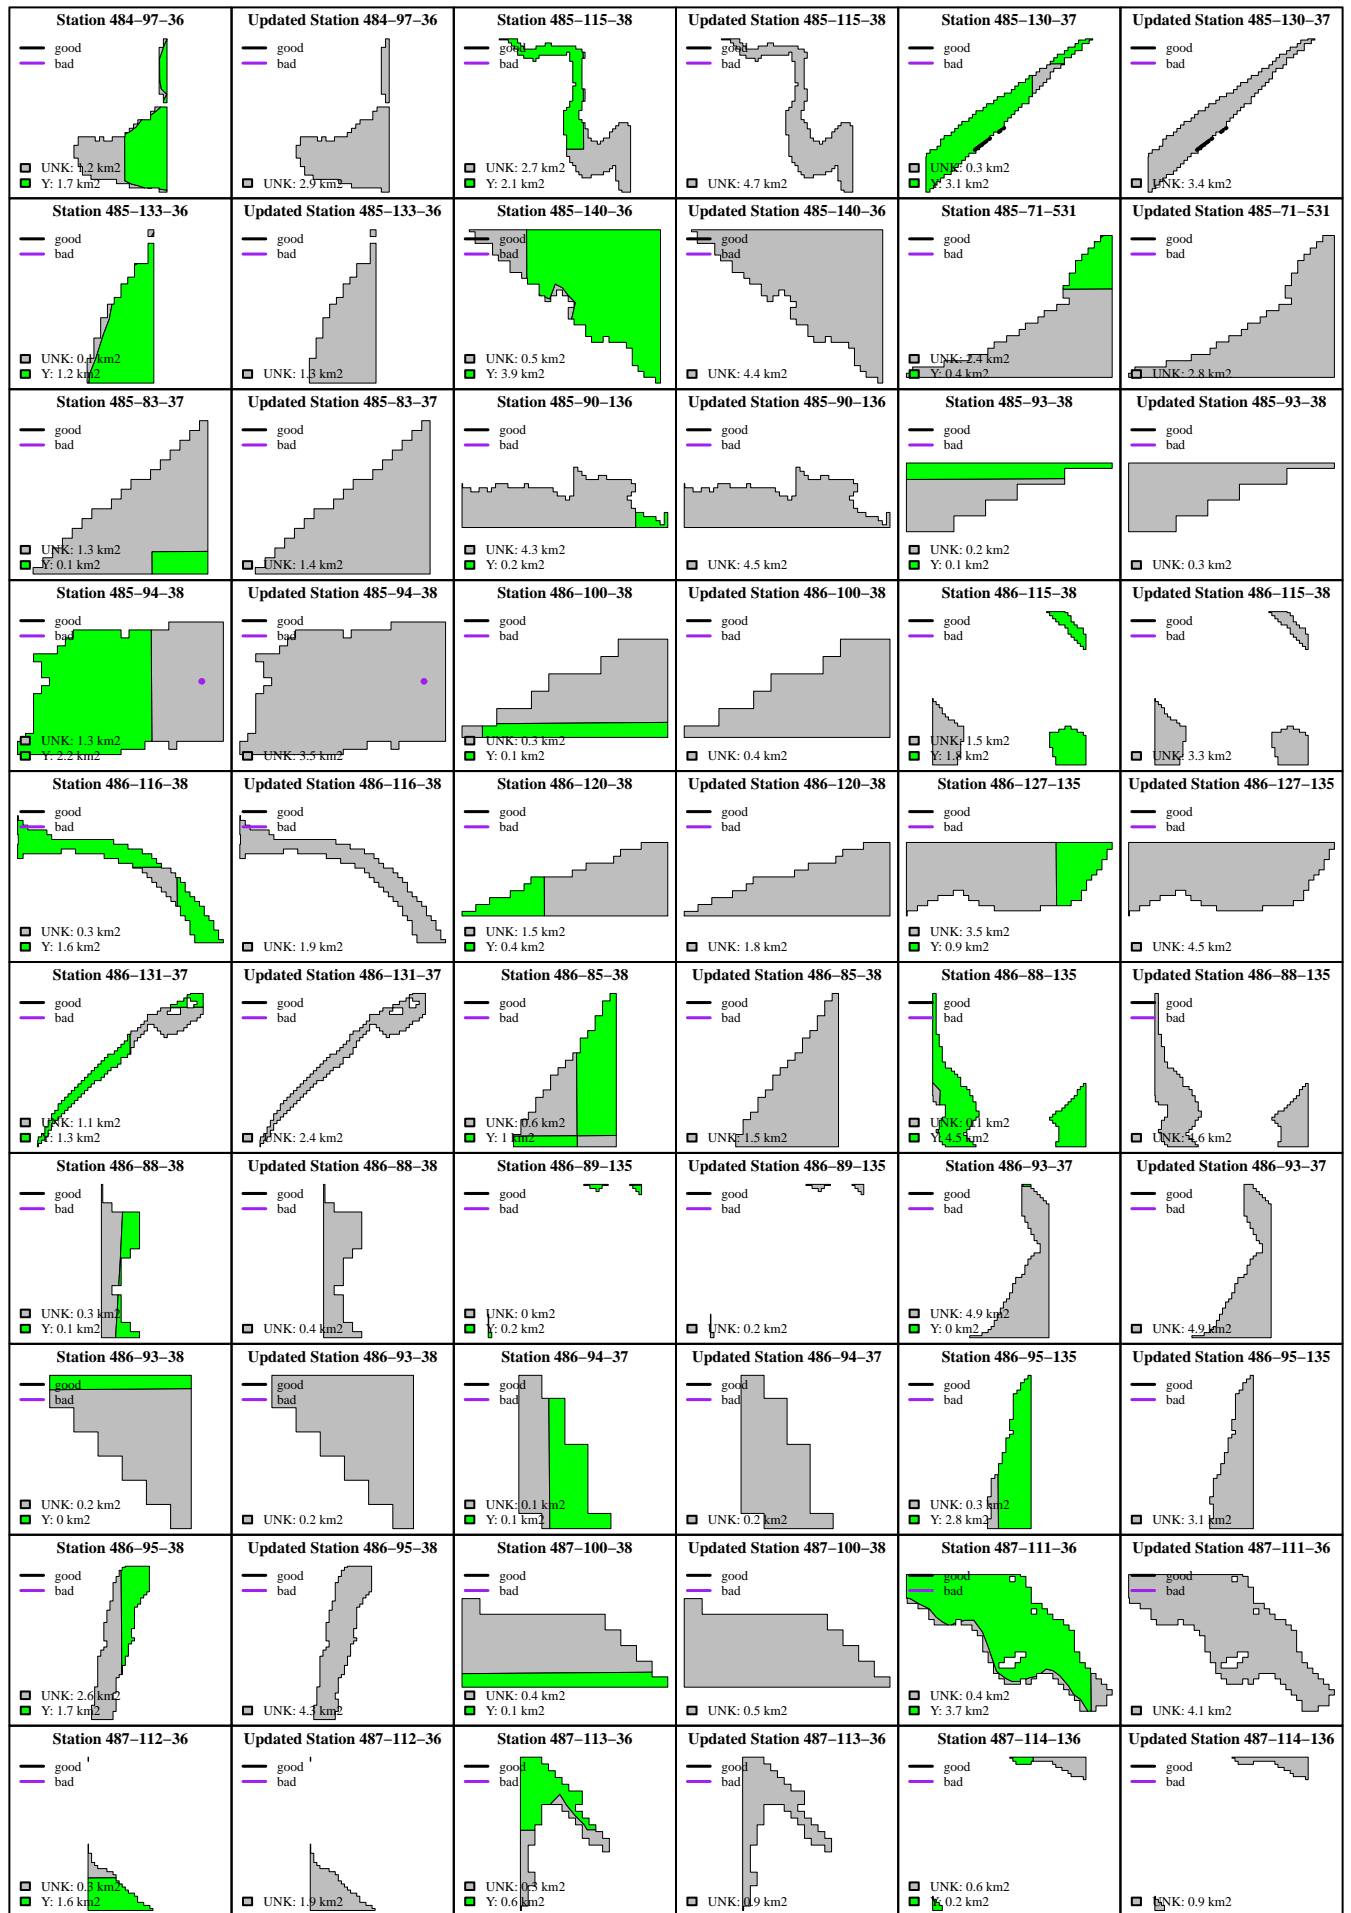 Station 484−97−36
good
bad
UNK: 1.2 km2
Y: 1.7 km2
Updated Station 484−97−36
good
bad
UNK: 2.9 km2
Station 485−115−38
good
bad
UNK: 2.7 km2
Y: 2.1 km2
Updated Station 485−115−38
good
bad
UNK: 4.7 km2
Station 485−130−37
good
bad
UNK: 0.3 km2
Y: 3.1 km2
Updated Station 485−130−37
good
bad
UNK: 3.4 km2
Station 485−133−36
good
bad
UNK: 0.1 km2
Y: 1.2 km2
Updated Station 485−133−36
good
bad
UNK: 1.3 km2
Station 485−140−36
good
bad
UNK: 0.5 km2
Y: 3.9 km2
Updated Station 485−140−36
good
bad
UNK: 4.4 km2
Station 485−71−531
good
bad
UNK: 2.4 km2
Y: 0.4 km2
Updated Station 485−71−531
good
bad
UNK: 2.8 km2
Station 485−83−37
good
bad
UNK: 1.3 km2
Y: 0.1 km2
Updated Station 485−83−37
good
bad
UNK: 1.4 km2
Station 485−90−136
good
bad
UNK: 4.3 km2
Y: 0.2 km2
Updated Station 485−90−136
good
bad
UNK: 4.5 km2
Station 485−93−38
good
bad
UNK: 0.2 km2
Y: 0.1 km2
Updated Station 485−93−38
good
bad
UNK: 0.3 km2
Station 485−94−38
good
bad
UNK: 1.3 km2
Y: 2.2 km2
Updated Station 485−94−38
good
bad
UNK: 3.5 km2
Station 486−100−38
good
bad
UNK: 0.3 km2
Y: 0.1 km2
Updated Station 486−100−38
good
bad
UNK: 0.4 km2
Station 486−115−38
good
bad
UNK: 1.5 km2
Y: 1.8 km2
Updated Station 486−115−38
good
bad
UNK: 3.3 km2
Station 486−116−38
good
bad
UNK: 0.3 km2
Y: 1.6 km2
Updated Station 486−116−38
good
bad
UNK: 1.9 km2
Station 486−120−38
good
bad
UNK: 1.5 km2
Y: 0.4 km2
Updated Station 486−120−38
good
bad
UNK: 1.8 km2
Station 486−127−135
good
bad
UNK: 3.5 km2
Y: 0.9 km2
Updated Station 486−127−135
good
bad
UNK: 4.5 km2
Station 486−131−37
good
bad
UNK: 1.1 km2
Y: 1.3 km2
Updated Station 486−131−37
good
bad
UNK: 2.4 km2
Station 486−85−38
good
bad
UNK: 0.6 km2
Y: 1 km2
Updated Station 486−85−38
good
bad
UNK: 1.5 km2
Station 486−88−135
good
bad
UNK: 0.1 km2
Y: 4.5 km2
Updated Station 486−88−135
good
bad
UNK: 4.6 km2
Station 486−88−38
good
bad
UNK: 0.3 km2
Y: 0.1 km2
Updated Station 486−88−38
good
bad
UNK: 0.4 km2
Station 486−89−135
good
bad
UNK: 0 km2
Y: 0.2 km2
Updated Station 486−89−135
good
bad
UNK: 0.2 km2
Station 486−93−37
good
bad
UNK: 4.9 km2
Y: 0 km2
Updated Station 486−93−37
good
bad
UNK: 4.9 km2
Station 486−93−38
good
bad
UNK: 0.2 km2
Y: 0 km2
Updated Station 486−93−38
good
bad
UNK: 0.2 km2
Station 486−94−37
good
bad
UNK: 0.1 km2
Y: 0.1 km2
Updated Station 486−94−37
good
bad
UNK: 0.2 km2
Station 486−95−135
good
bad
UNK: 0.3 km2
Y: 2.8 km2
Updated Station 486−95−135
good
bad
UNK: 3.1 km2
Station 486−95−38
good
bad
UNK: 2.6 km2
Y: 1.7 km2
Updated Station 486−95−38
good
bad
UNK: 4.3 km2
Station 487−100−38
good
bad
UNK: 0.4 km2
Y: 0.1 km2
Updated Station 487−100−38
good
bad
UNK: 0.5 km2
Station 487−111−36
good
bad
UNK: 0.4 km2
Y: 3.7 km2
Updated Station 487−111−36
good
bad
UNK: 4.1 km2
Station 487−112−36
good
bad
UNK: 0.3 km2
Y: 1.6 km2
Updated Station 487−112−36
good
bad
UNK: 1.9 km2
Station 487−113−36
good
bad
UNK: 0.3 km2
Y: 0.6 km2
Updated Station 487−113−36
good
bad
UNK: 0.9 km2
Station 487−114−136
good
bad
UNK: 0.6 km2
Y: 0.2 km2
Updated Station 487−114−136
good
bad
UNK: 0.9 km2